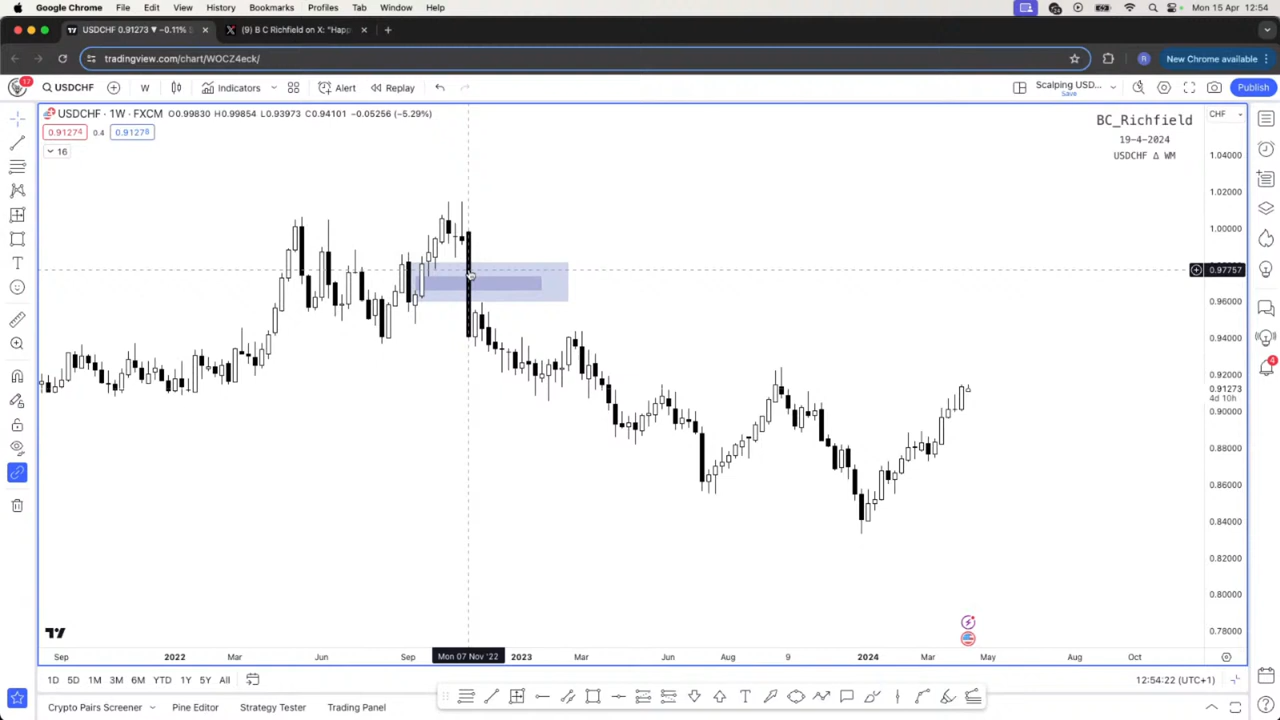 Google Chrome File Edit View History Bookmarks Profiles Tab Window Help Mon 15 Apr 12:54
USDCHF 0.91273 ▼ −0.11% (9) B C Richfield on X: "Happ
tradingview.com/chart/WOCZ4eck/ New Chrome available
17 USDCHF W Indicators Alert Replay Scalping USD... Save Publish
USDCHF · 1W · FXCM O0.99830 H0.99854 L0.93973 C0.94101 −0.05256 (−5.29%) CHF
0.91274 0.4 0.91278
16
BC_Richfield
19-4-2024
USDCHF Δ WM
1.04000
1.02000
1.00000
0.97757
0.96000
0.94000
0.92000
0.91273
4d 10h
0.90000
0.88000
0.86000
0.84000
0.82000
0.80000
0.78000
4
Sep 2022 Mar Jun Sep Mon 07 Nov '22 2023 Mar Jun Aug 9 2024 Mar May Aug Oct
1D 5D 1M 3M 6M YTD 1Y 5Y All 12:54:22 (UTC+1)
Crypto Pairs Screener Pine Editor Strategy Tester Trading Panel